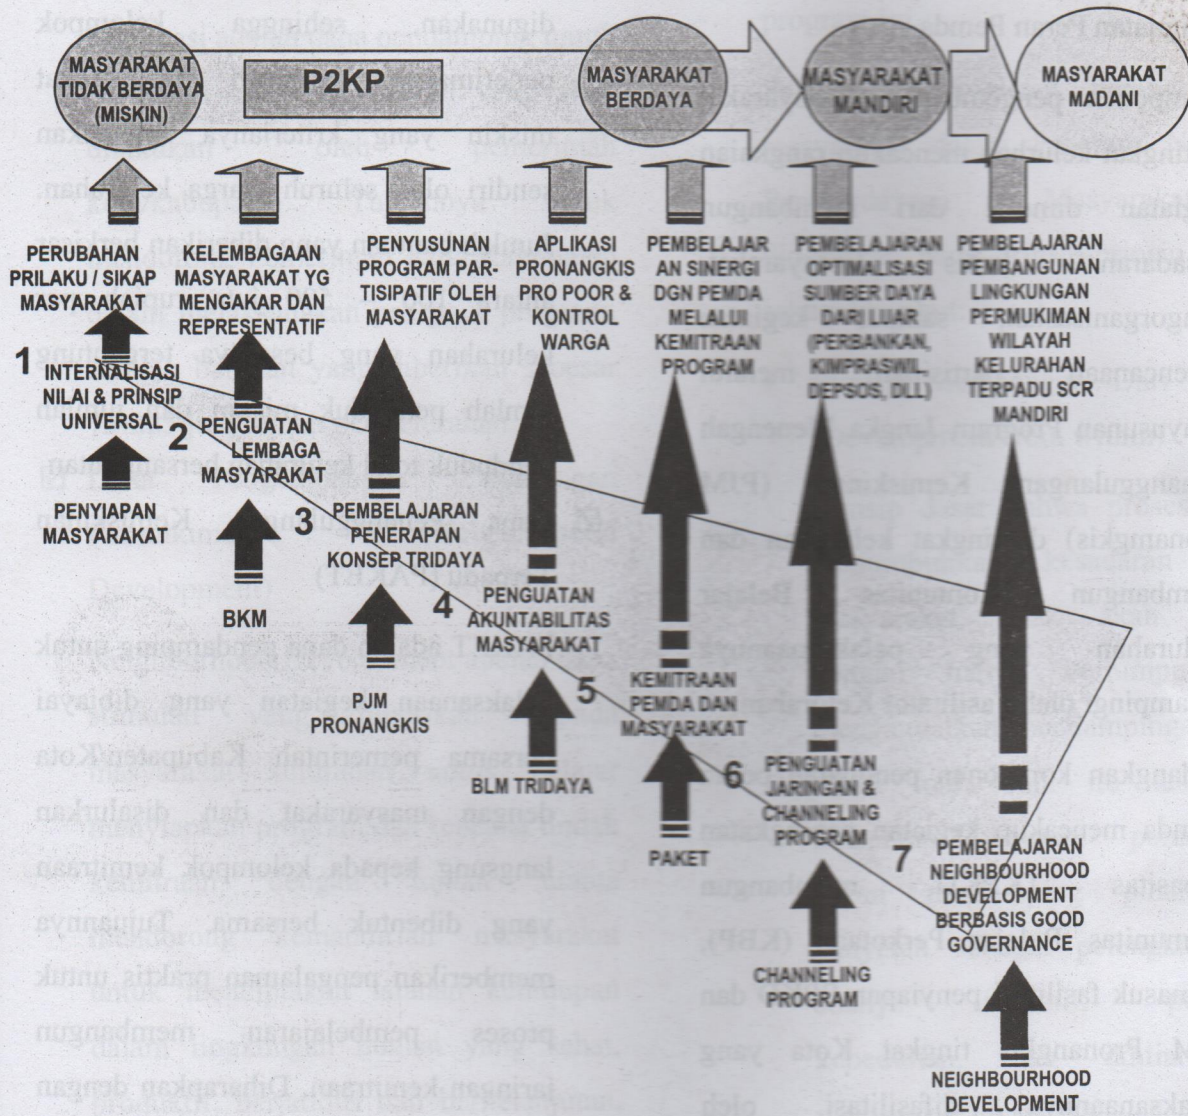 MASYARAKAT
TIDAK BERDAYA
(MISKIN)
P2KP
MASYARAKAT
BERDAYA
MASYARAKAT
MANDIRI
MASYARAKAT
MADANI
PERUBAHAN
PRILAKU / SIKAP
MASYARAKAT
KELEMBAGAAN
MASYARAKAT YG
MENGAKAR DAN
REPRESENTATIF
PENYUSUNAN
PROGRAM PAR-
TISIPATIF OLEH
MASYARAKAT
APLIKASI
PRONANGKIS
PRO POOR &
KONTROL
WARGA
PEMBELAJAR
AN SINERGI
DGN PEMDA
MELALUI
KEMITRAAN
PROGRAM
PEMBELAJARAN
OPTIMALISASI
SUMBER DAYA
DARI LUAR
(PERBANKAN,
KIMPRASWIL,
DEPSOS, DLL)
PEMBELAJARAN
PEMBANGUNAN
LINGKUNGAN
PERMUKIMAN
WILAYAH
KELURAHAN
TERPADU SCR
MANDIRI
1
INTERNALISASI
NILAI & PRINSIP
UNIVERSAL
2
PENGUATAN
LEMBAGA
MASYARAKAT
PENYIAPAN
MASYARAKAT
3
PEMBELAJARAN
PENERAPAN
KONSEP TRIDAYA
BKM
4
PENGUATAN
AKUNTABILITAS
MASYARAKAT
PJM
PRONANGKIS
5
KEMITRAAN
PEMDA DAN
MASYARAKAT
BLM TRIDAYA
6
PENGUATAN
JARINGAN &
CHANNELING
PROGRAM
PAKET
7
PEMBELAJARAN
NEIGHBOURHOOD
DEVELOPMENT
BERBASIS GOOD
GOVERNANCE
CHANNELING
PROGRAM
NEIGHBOURHOOD
DEVELOPMENT